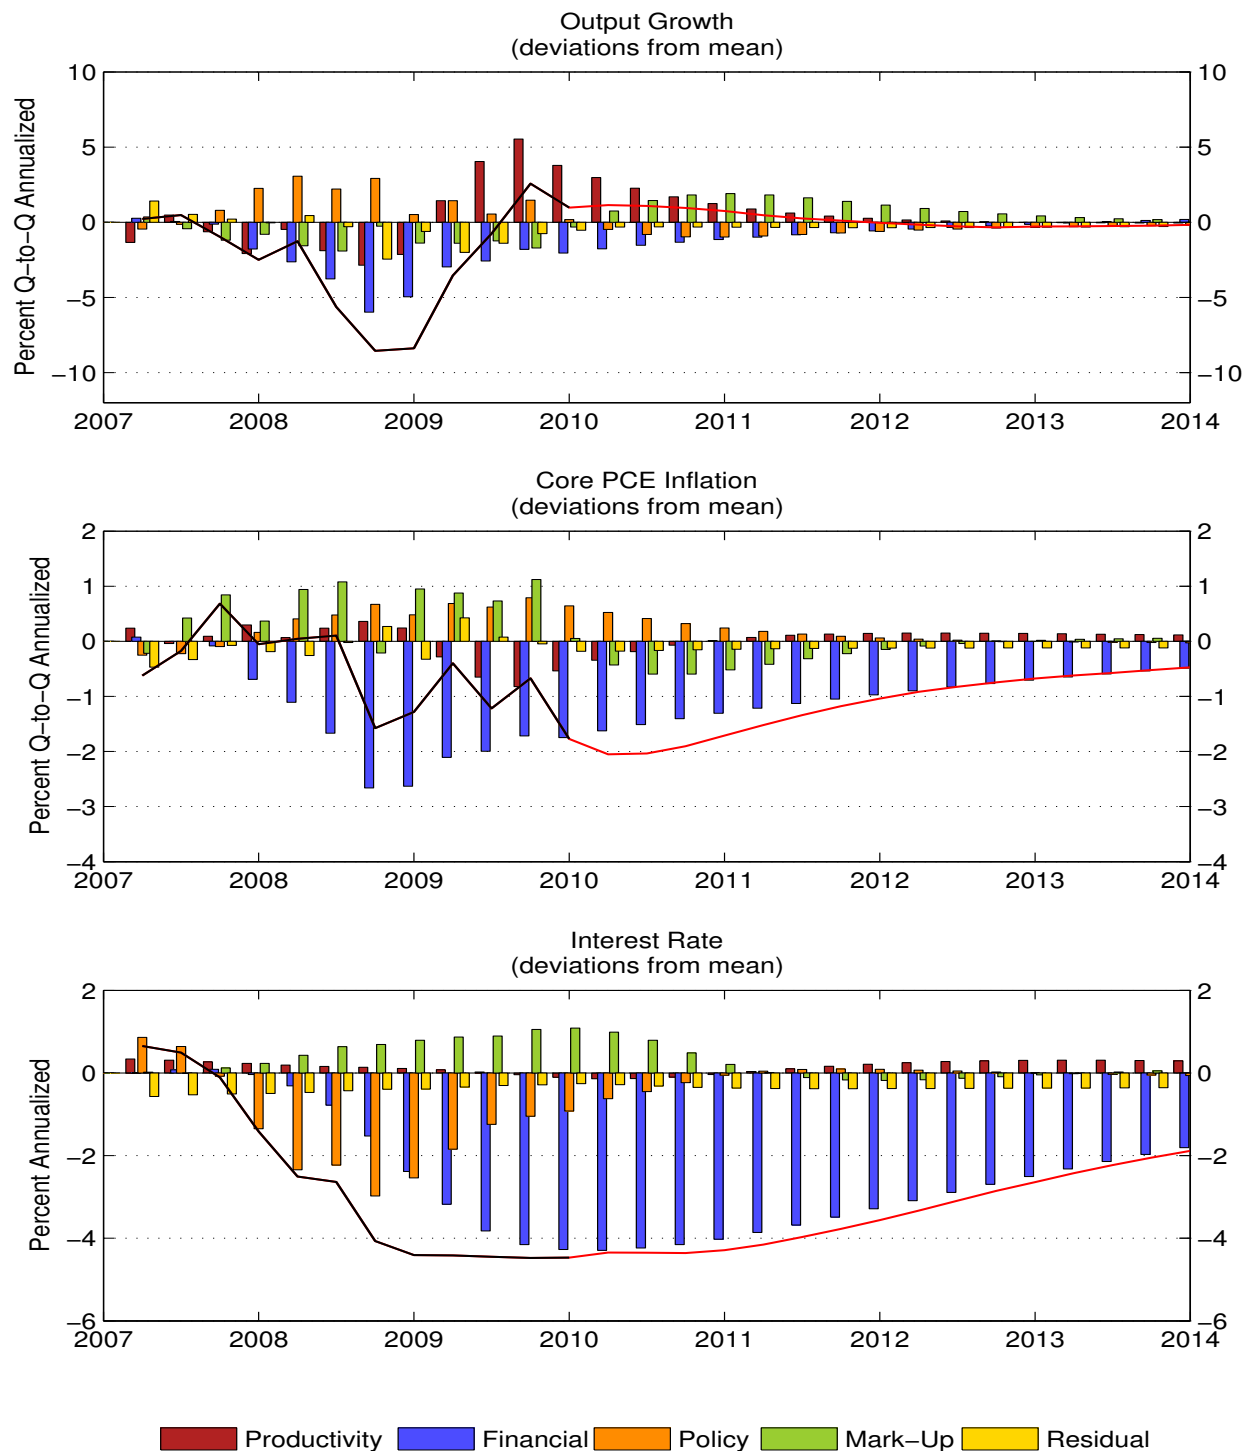 Output Growth
(deviations from mean)
Percent Q−to−Q Annualized
10 10
5 5
0 0
−5 −5
−10 −10
2007 2008 2009 2010 2011 2012 2013 2014
Core PCE Inflation
(deviations from mean)
Percent Q−to−Q Annualized
2 2
1 1
0 0
−1 −1
−2 −2
−3 −3
−4 −4
2007 2008 2009 2010 2011 2012 2013 2014
Interest Rate
(deviations from mean)
Percent Annualized
2 2
0 0
−2 −2
−4 −4
−6 −6
2007 2008 2009 2010 2011 2012 2013 2014
Productivity Financial Policy Mark−Up Residual